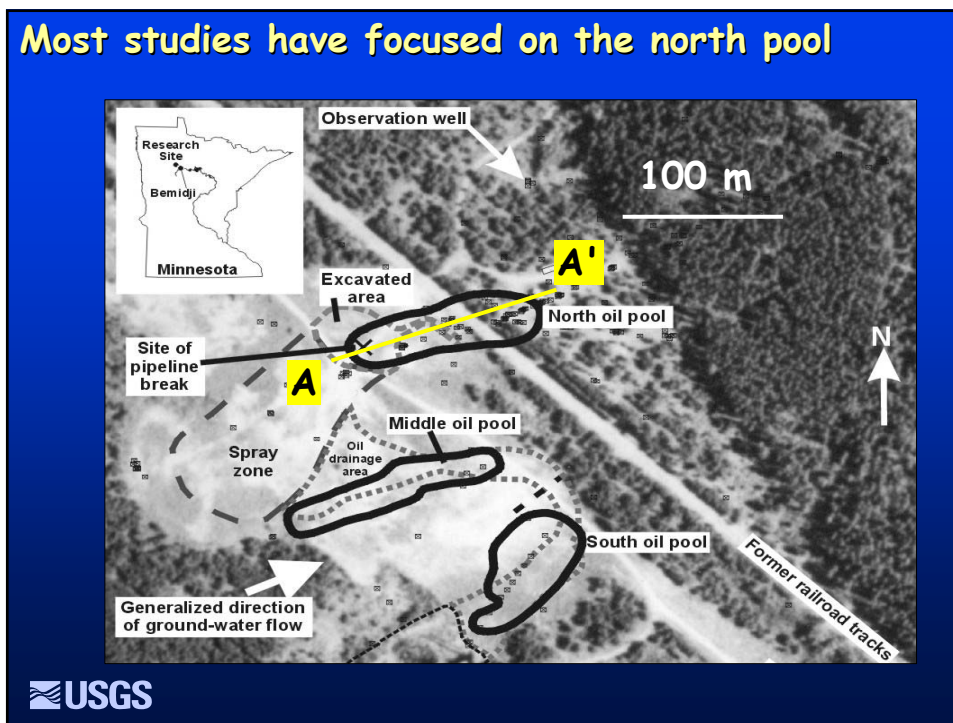 Most studies have focused on the north pool
Observation well
100 m
Research
Site
Bemidji
Minnesota
A'
Excavated
area
North oil pool
N
Site of
pipeline
break
A
Middle oil pool
Spray
zone
Oil
drainage
area
South oil pool
Former railroad tracks
Generalized direction
of ground-water flow
USGS